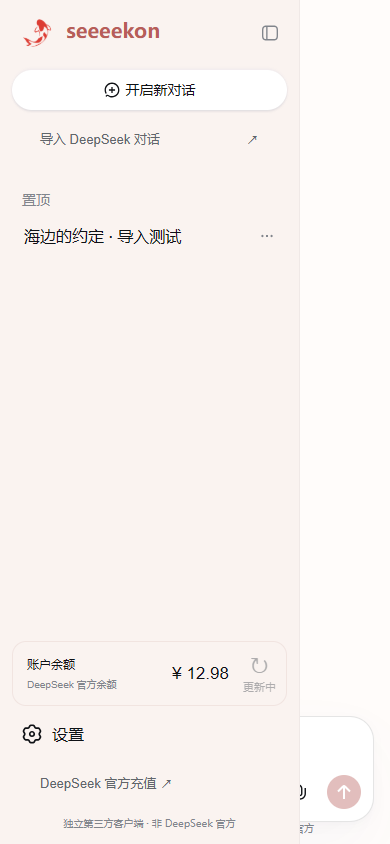 seeeekon
开启新对话
导入 DeepSeek 对话 ↗
置顶
海边的约定 · 导入测试 ···
账户余额
DeepSeek 官方余额
¥ 12.98
更新中
设置
DeepSeek 官方充值 ↗
独立第三方客户端 · 非 DeepSeek 官方
官方